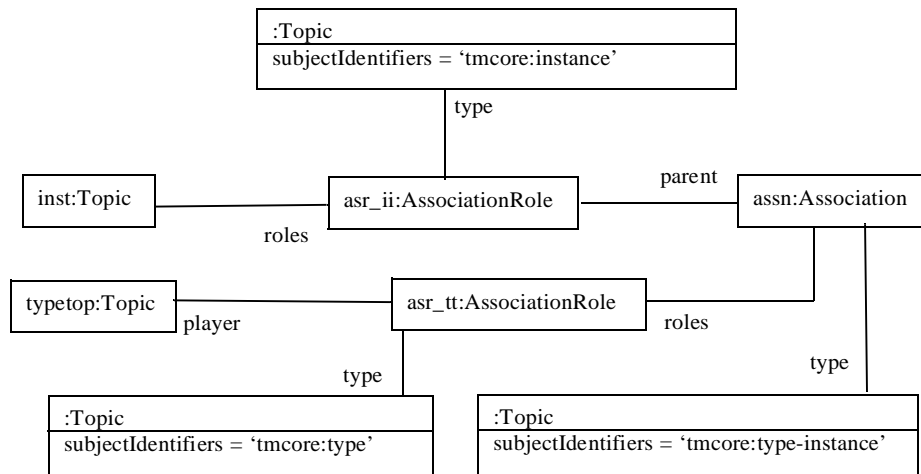 :Topic
subjectIdentifiers = ‘tmcore:instance’
type
parent
inst:Topic
asr_ii:AssociationRole
assn:Association
roles
typetop:Topic
asr_tt:AssociationRole
player
roles
type
type
:Topic
subjectIdentifiers = ‘tmcore:type’
:Topic
subjectIdentifiers = ‘tmcore:type-instance’